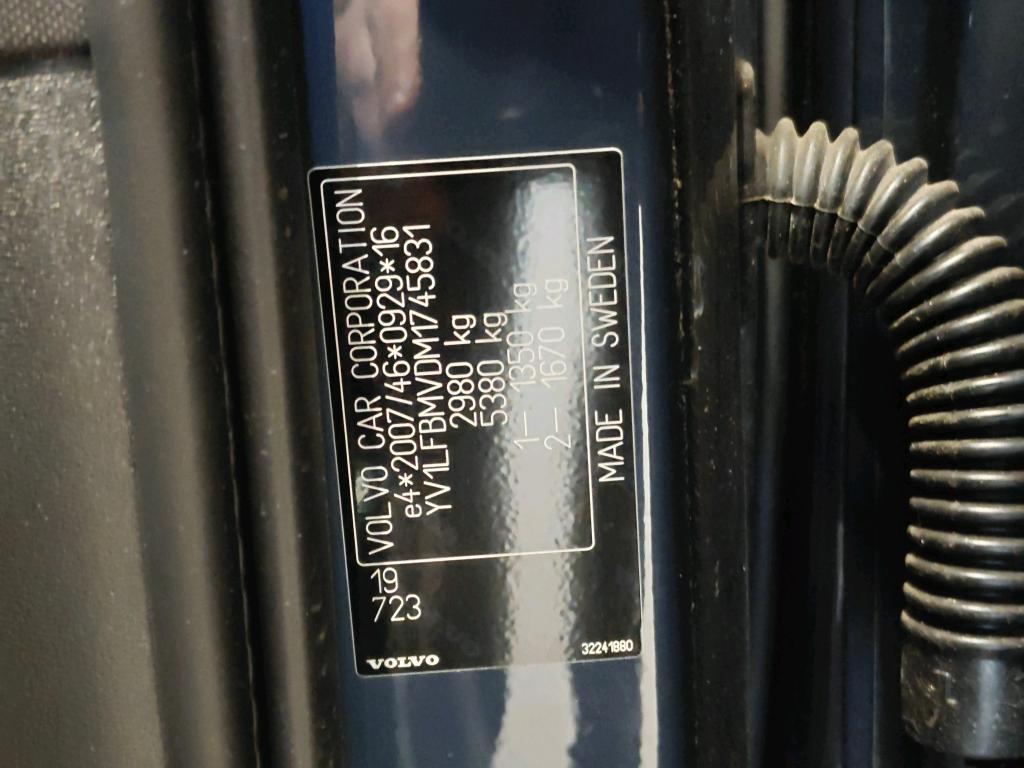 VOLVO CAR CORPORATION
e4*2007/46*0929*16
YV1LFBMVDM1745831
2980 kg
5380 kg
1— 1350 kg
2— 1670 kg
MADE IN SWEDEN
19
723
VOLVO
32241880